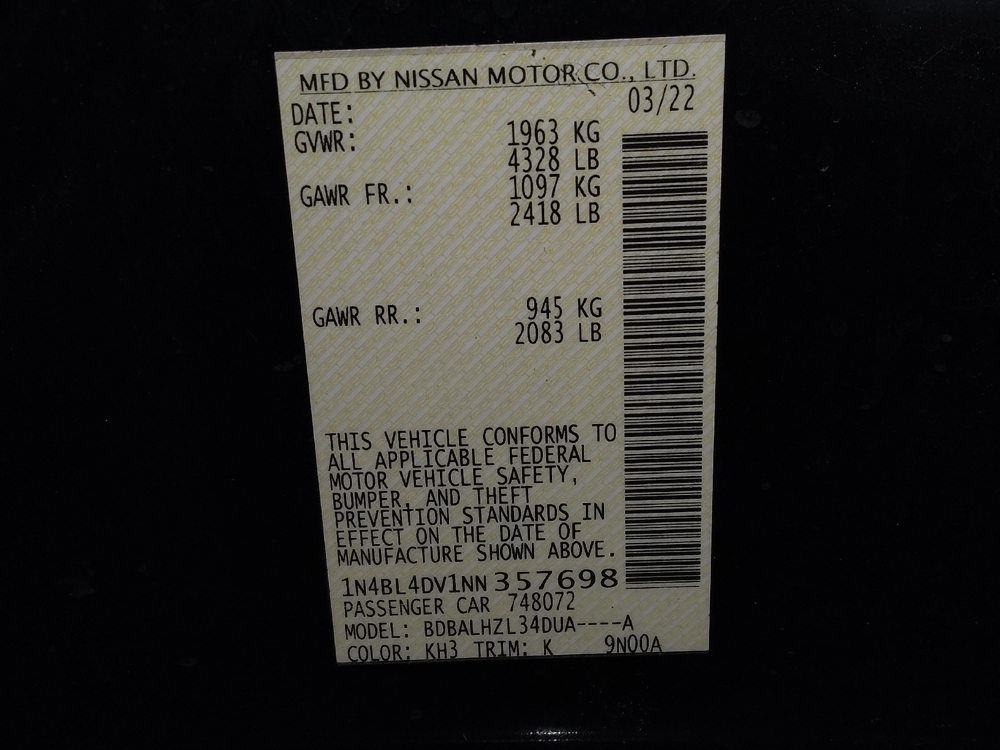 MFD BY NISSAN MOTOR CO., LTD.
DATE: 03/22
GVWR: 1963 KG
4328 LB
GAWR FR.: 1097 KG
2418 LB
GAWR RR.: 945 KG
2083 LB
THIS VEHICLE CONFORMS TO
ALL APPLICABLE FEDERAL
MOTOR VEHICLE SAFETY,
BUMPER, AND THEFT
PREVENTION STANDARDS IN
EFFECT ON THE DATE OF
MANUFACTURE SHOWN ABOVE.
1N4BL4DV1NN357698
PASSENGER CAR 748072
MODEL: BDBALHZL34DUA----A
COLOR: KH3 TRIM: K 9N00A